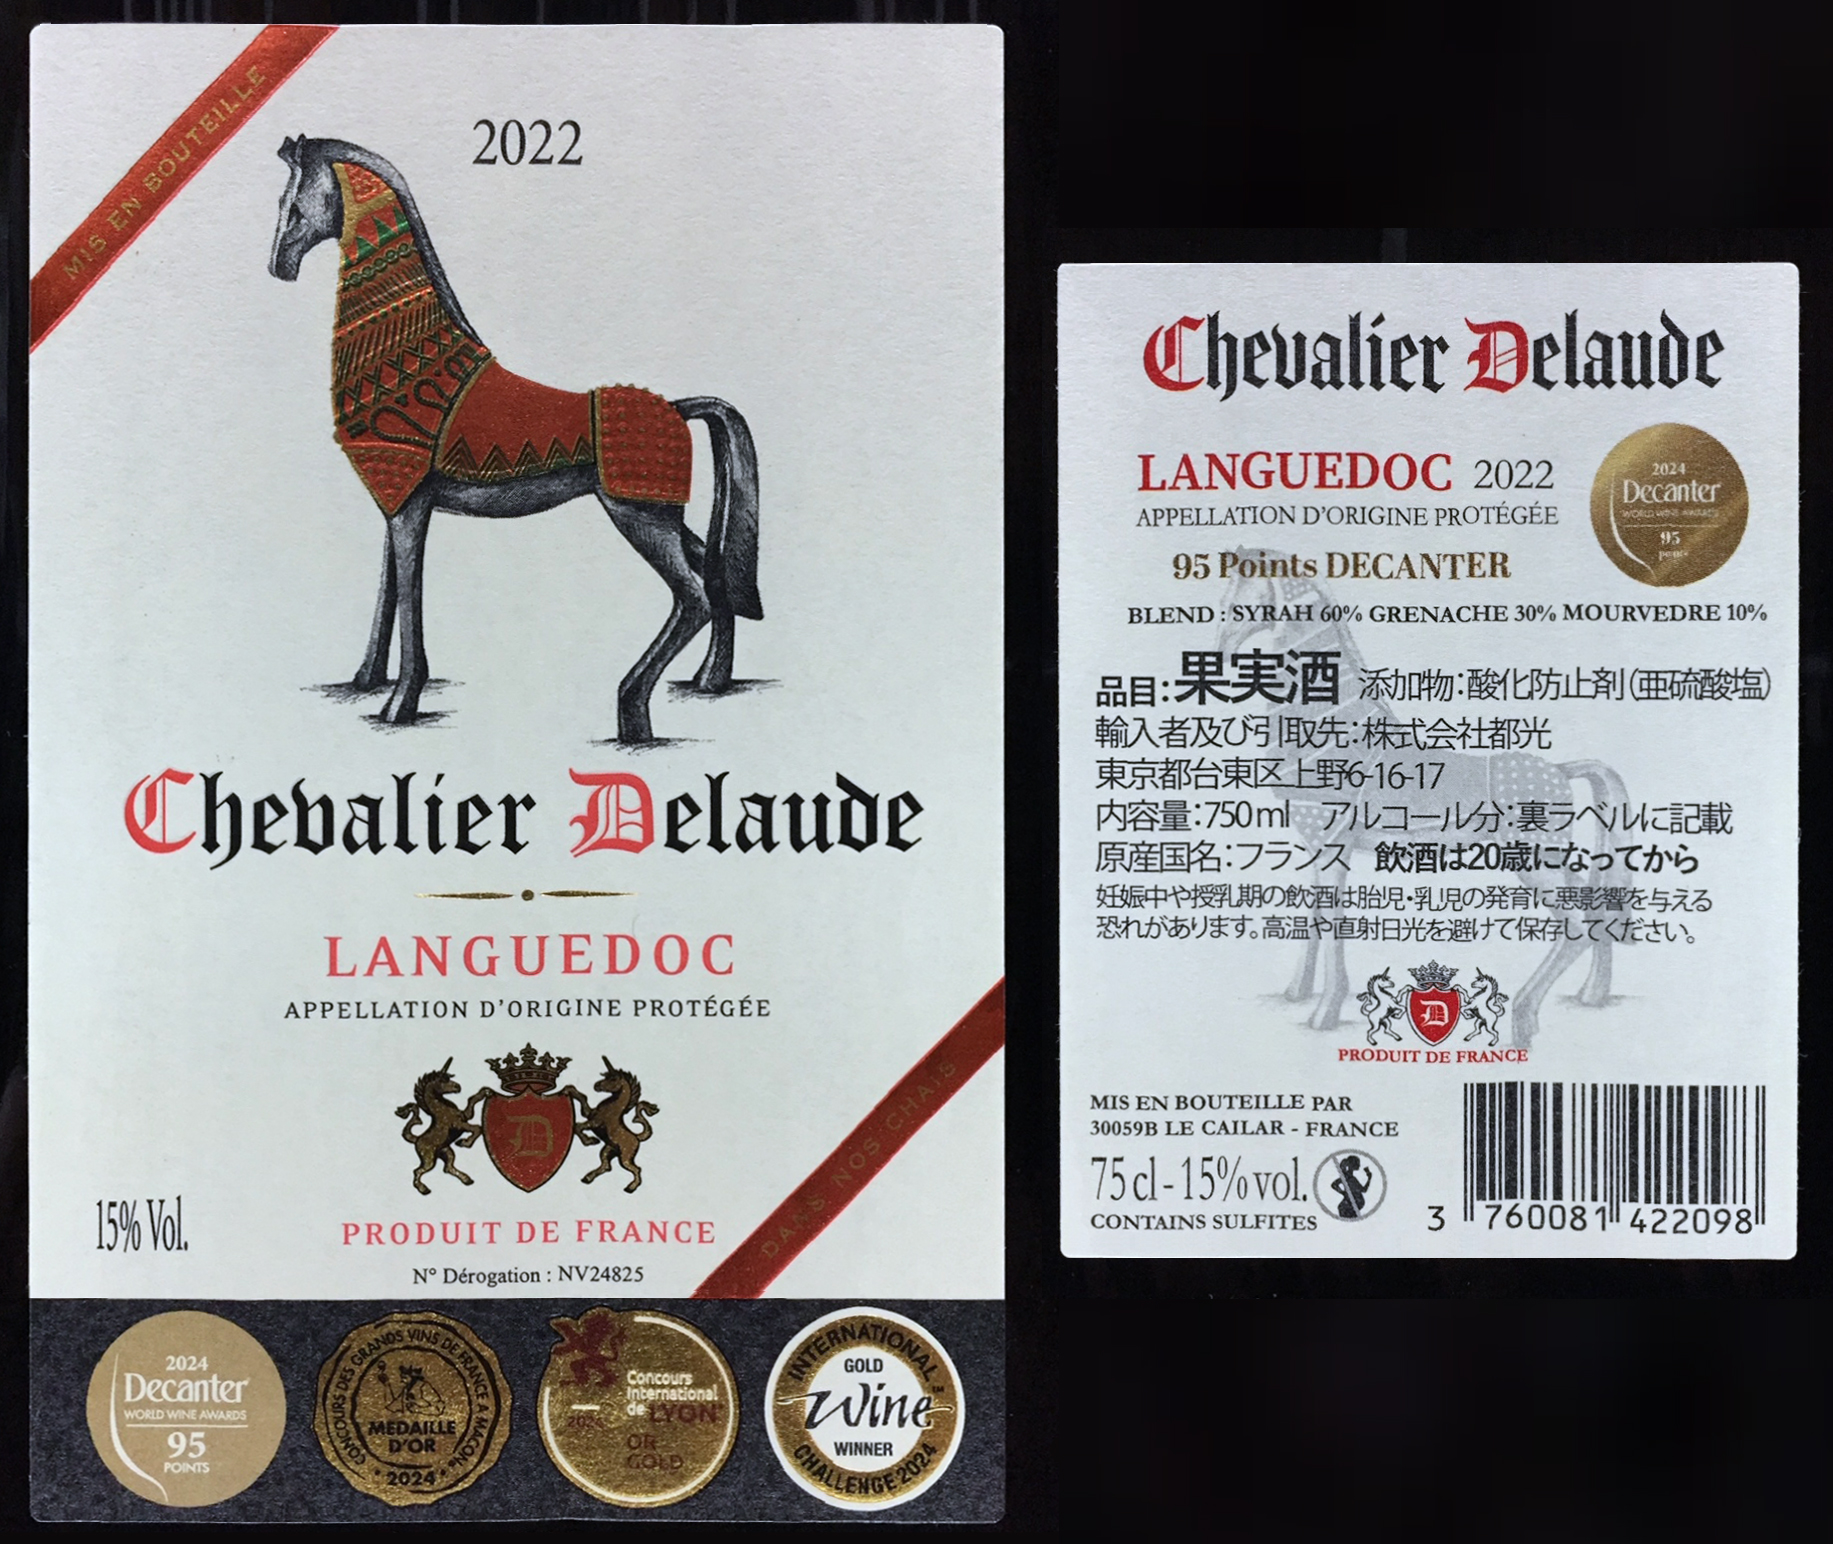 MIS EN BOUTEILLE
2022
Chevalier Delaude
LANGUEDOC
APPELLATION D'ORIGINE PROTÉGÉE
D
15% Vol.
PRODUIT DE FRANCE
N° Dérogation : NV24825
DANS NOS CHAIS
2024
Decanter
WORLD WINE AWARDS
95
POINTS
CONCOURS DES GRANDS VINS DE FRANCE A MACON
MEDAILLE
D'OR
2024
Concours
International
de LYON
2024
OR
GOLD
INTERNATIONAL
GOLD
Wine™
WINNER
CHALLENGE 2024
Chevalier Delaude
LANGUEDOC 2022
APPELLATION D'ORIGINE PROTÉGÉE
2024
Decanter
WORLD WINE AWARDS
95
points
95 Points DECANTER
BLEND : SYRAH 60% GRENACHE 30% MOURVEDRE 10%
品目:果実酒 添加物:酸化防止剤(亜硫酸塩)
輸入者及び引取先:株式会社都光
東京都台東区上野6-16-17
内容量:750ml アルコール分:裏ラベルに記載
原産国名:フランス 飲酒は20歳になってから
妊娠中や授乳期の飲酒は胎児・乳児の発育に悪影響を与える
恐れがあります。高温や直射日光を避けて保存してください。
D
PRODUIT DE FRANCE
MIS EN BOUTEILLE PAR
30059B LE CAILAR - FRANCE
75 cl - 15% vol.
CONTAINS SULFITES
3 760081 422098